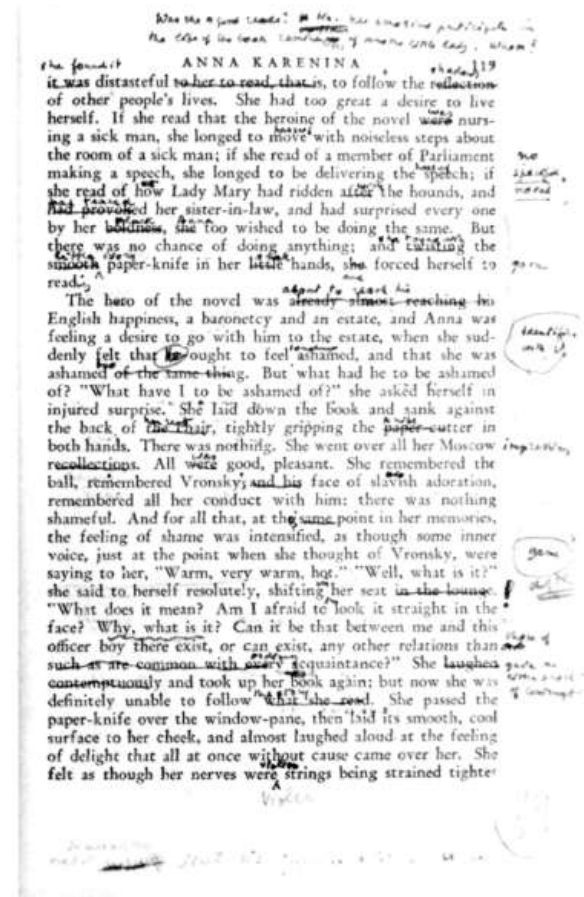 Was she a good reader? No. her
she found it
ANNA KARENINA 119
it was distasteful to her to read, that is, to follow the reflection
of other people's lives. She had too great a desire to live
herself. If she read that the heroine of the novel were nurs-
ing a sick man, she longed to move with noiseless steps about
the room of a sick man; if she read of a member of Parliament
making a speech, she longed to be delivering the speech; if
she read of how Lady Mary had ridden after the hounds, and
had provoked her sister-in-law, and had surprised every one
by her boldness, she too wished to be doing the same. But
there was no chance of doing anything; and twisting the
smooth paper-knife in her little hands, she forced herself to
read.
about to reach his
The hero of the novel was already almost reaching his
English happiness, a baronetcy and an estate, and Anna was
feeling a desire to go with him to the estate, when she sud-
denly felt that he ought to feel ashamed, and that she was
ashamed of the same thing. But what had he to be ashamed
of? "What have I to be ashamed of?" she asked herself in
injured surprise. She laid down the book and sank against
the back of the chair, tightly gripping the paper-cutter in
both hands. There was nothing. She went over all her Moscow
recollections. All were good, pleasant. She remembered the
ball, remembered Vronsky and his face of slavish adoration,
remembered all her conduct with him: there was nothing
shameful. And for all that, at the same point in her memories,
the feeling of shame was intensified, as though some inner
voice, just at the point when she thought of Vronsky, were
saying to her, "Warm, very warm, hot." "Well, what is it?"
she said to herself resolutely, shifting her seat in the lounge.
"What does it mean? Am I afraid to look it straight in the
face? Why, what is it? Can it be that between me and this
officer boy there exist, or can exist, any other relations than
such as are common with every acquaintance?" She laughed
contemptuously and took up her book again; but now she was
definitely unable to follow what she read. She passed the
paper-knife over the window-pane, then laid its smooth, cool
surface to her cheek, and almost laughed aloud at the feeling
of delight that all at once without cause came over her. She
felt as though her nerves were strings being strained tighter
violin